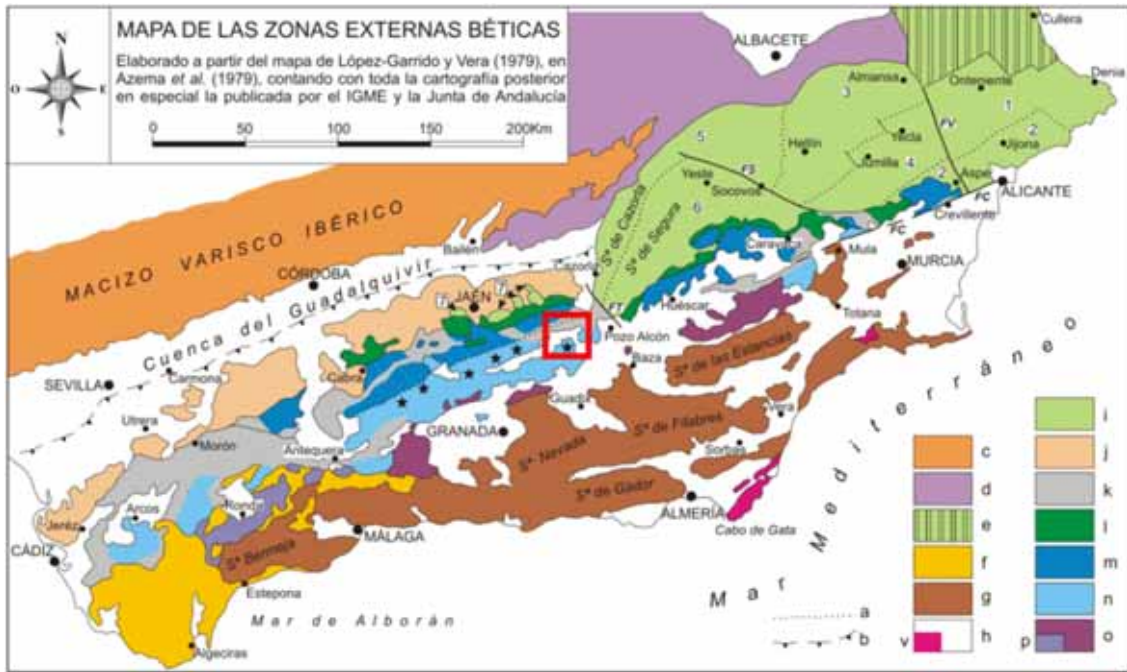 MAPA DE LAS ZONAS EXTERNAS BÉTICAS
Elaborado a partir del mapa de López-Garrido y Vera (1979), en
Azema et al. (1979), contando con toda la cartografía posterior
en especial la publicada por el IGME y la Junta de Andalucía
N
O
E
S
0 50 100 150 200Km
Cullera
ALBACETE
Almansa
Onteniente
Denia
3
1
5
Hellín
Yecla
FV
2
Jijona
Jumilla
4
Yeste
Socovos
FS
2
Aspe
ALICANTE
6
FC
Crevillente
Sª de Cazorla
Sª de Segura
MACIZO VARISCO IBÉRICO
Bailén
Caravaca
FC
Mula
MURCIA
CÓRDOBA
Cazorla
JAÉN
7
7
Huéscar
FT
Pozo Alcón
Totana
Cuenca del Guadalquivir
SEVILLA
Carmona
Cabra
Baza
Sª de las Estancias
Utrera
Guadix
Morón
GRANADA
Sª de Filabres
Vera
Antequera
Sª Nevada
Sorbas
Arcos
Ronda
Sª de Gádor
Jeréz
ALMERÍA
Cabo de Gata
CÁDIZ
MÁLAGA
Sª Bermeja
Estepona
Mar de Alborán
Algeciras
Mar Mediterráneo
i
c j
d k
e l
f m
g n
a
b
v h p o